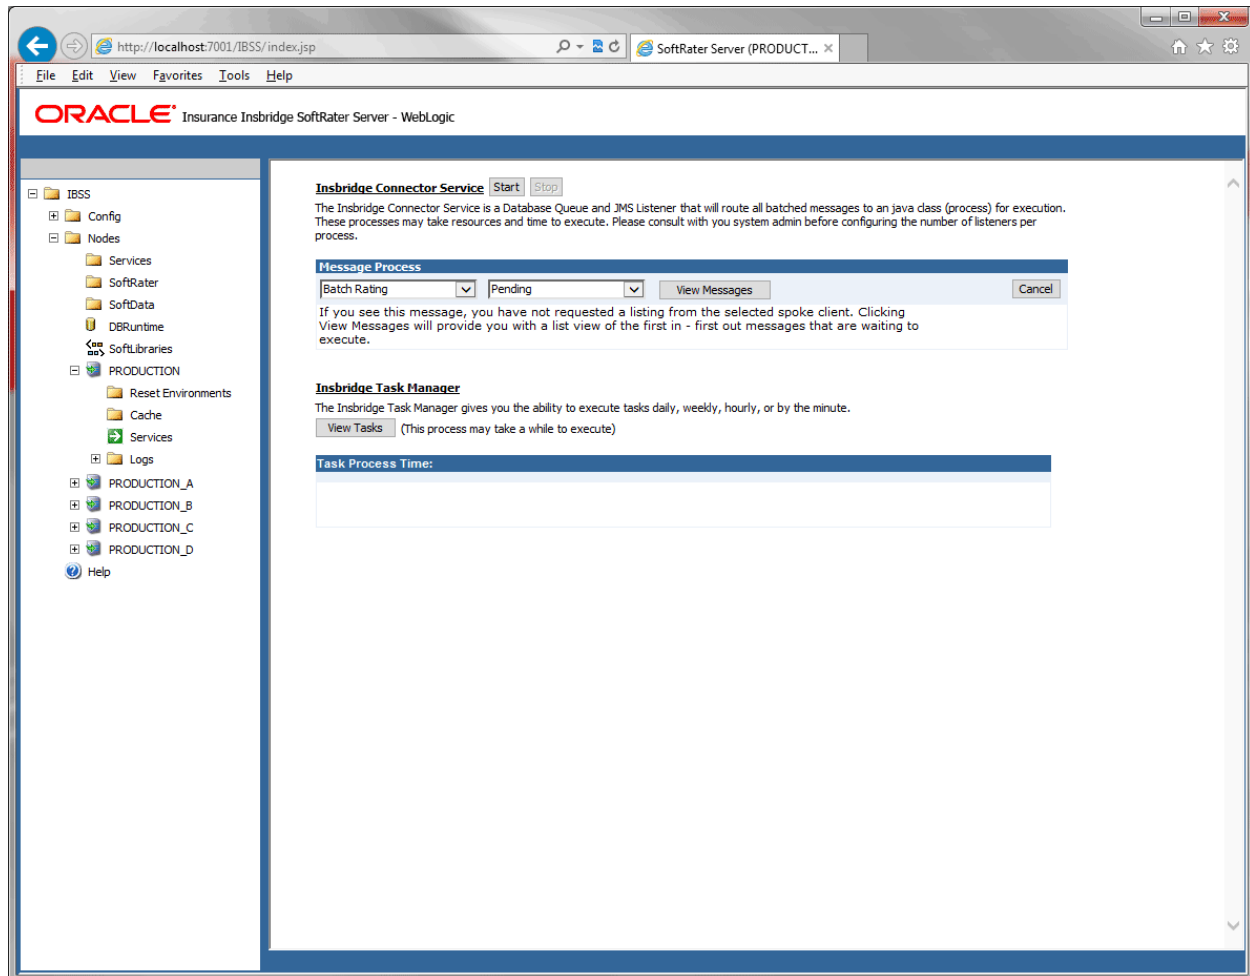 X
http://localhost:7001/IBSS/index.jsp
SoftRater Server (PRODUCT... ×
File Edit View Favorites Tools Help
ORACLE® Insurance Insbridge SoftRater Server - WebLogic
IBSS
Config
Nodes
Services
SoftRater
SoftData
DBRuntime
SoftLibraries
PRODUCTION
Reset Environments
Cache
Services
Logs
PRODUCTION_A
PRODUCTION_B
PRODUCTION_C
PRODUCTION_D
Help
Insbridge Connector Service Start Stop
The Insbridge Connector Service is a Database Queue and JMS Listener that will route all batched messages to an java class (process) for execution.
These processes may take resources and time to execute. Please consult with you system admin before configuring the number of listeners per
process.
Message Process
Batch Rating Pending View Messages Cancel
If you see this message, you have not requested a listing from the selected spoke client. Clicking
View Messages will provide you with a list view of the first in - first out messages that are waiting to
execute.
Insbridge Task Manager
The Insbridge Task Manager gives you the ability to execute tasks daily, weekly, hourly, or by the minute.
View Tasks (This process may take a while to execute)
Task Process Time: